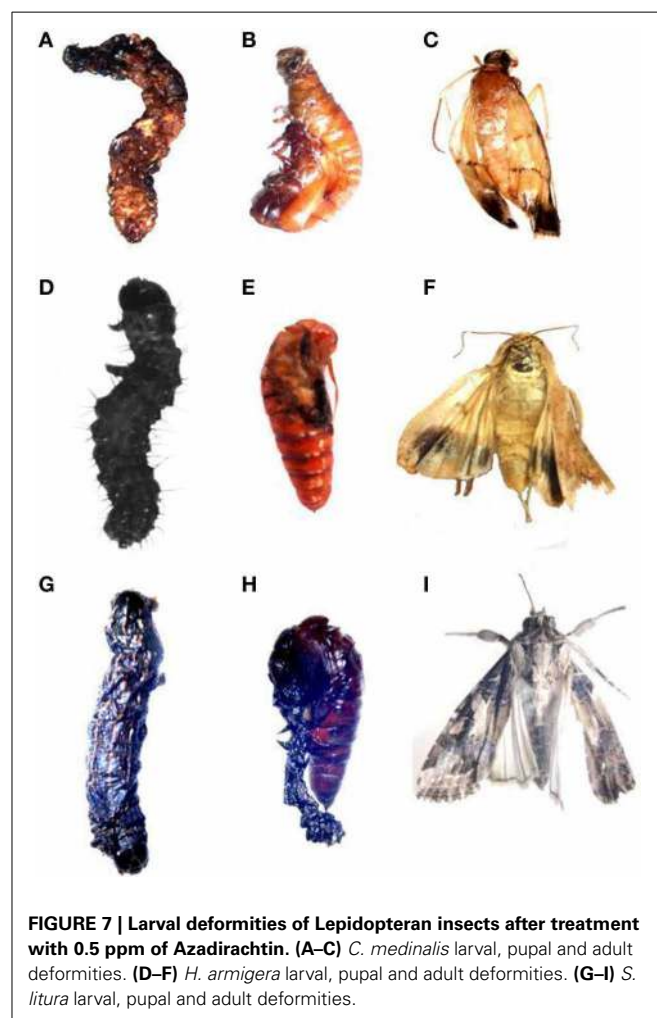 A B C
D E F
G H I
FIGURE 7 | Larval deformities of Lepidopteran insects after treatment
with 0.5 ppm of Azadirachtin. (A–C) C. medinalis larval, pupal and adult
deformities. (D–F) H. armigera larval, pupal and adult deformities. (G–I) S.
litura larval, pupal and adult deformities.